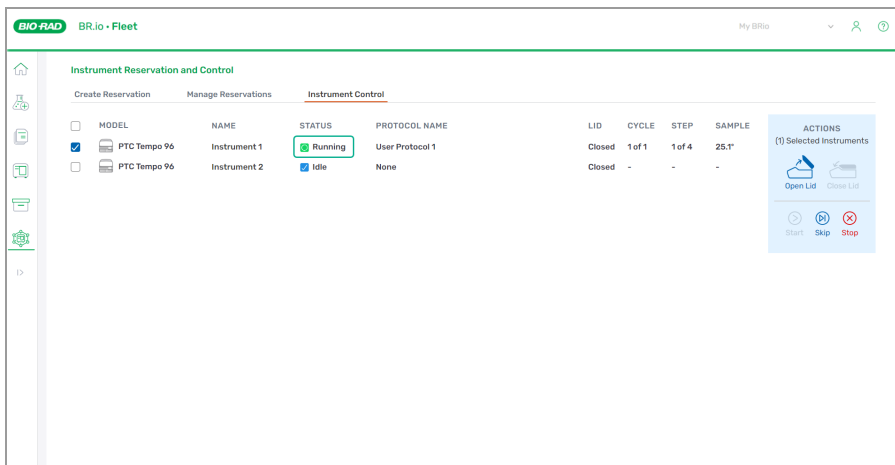 BIO-RAD BR.io • Fleet My BRio
Instrument Reservation and Control
Create Reservation Manage Reservations Instrument Control
MODEL NAME STATUS PROTOCOL NAME LID CYCLE STEP SAMPLE
PTC Tempo 96 Instrument 1 Running User Protocol 1 Closed 1 of 1 1 of 4 25.1°
PTC Tempo 96 Instrument 2 Idle None Closed - - -
ACTIONS
(1) Selected Instruments
Open Lid Close Lid
Start Skip Stop